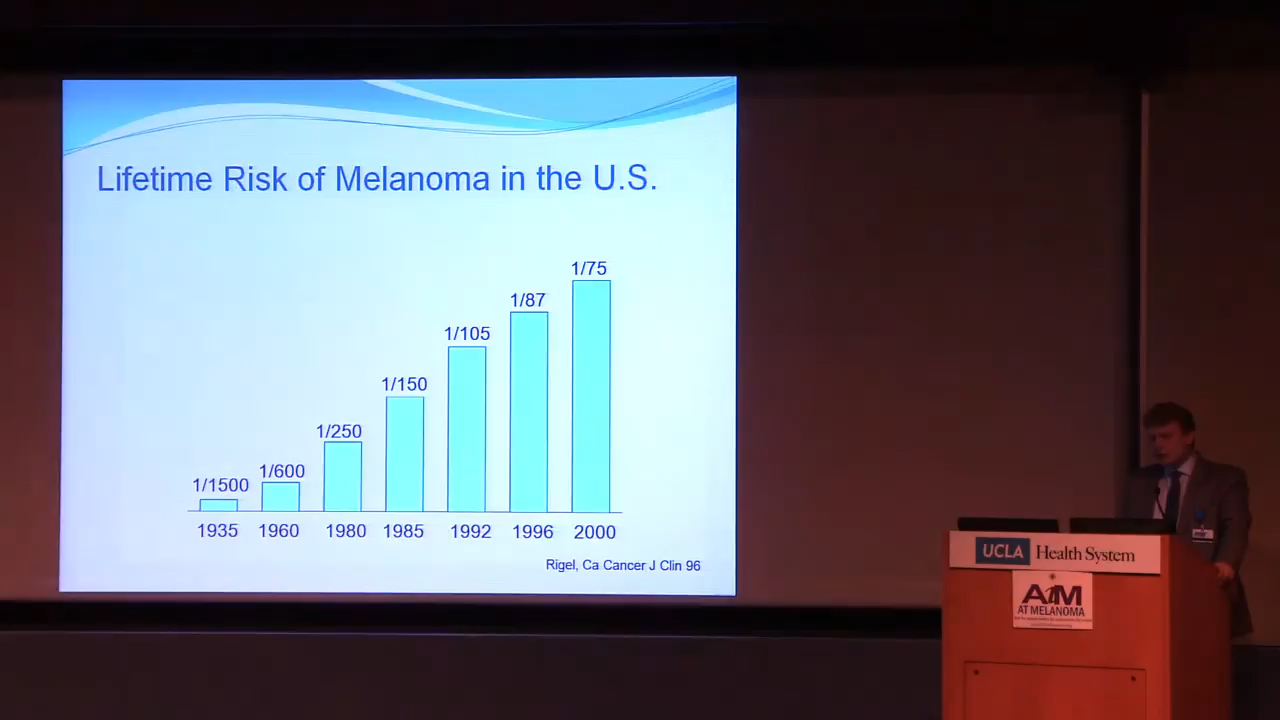 Lifetime Risk of Melanoma in the U.S.
1/75
1/87
1/105
1/150
1/250
1/600
1/1500
1935 1960 1980 1985 1992 1996 2000
Rigel, Ca Cancer J Clin 96
UCLA Health System
AiM
AT MELANOMA